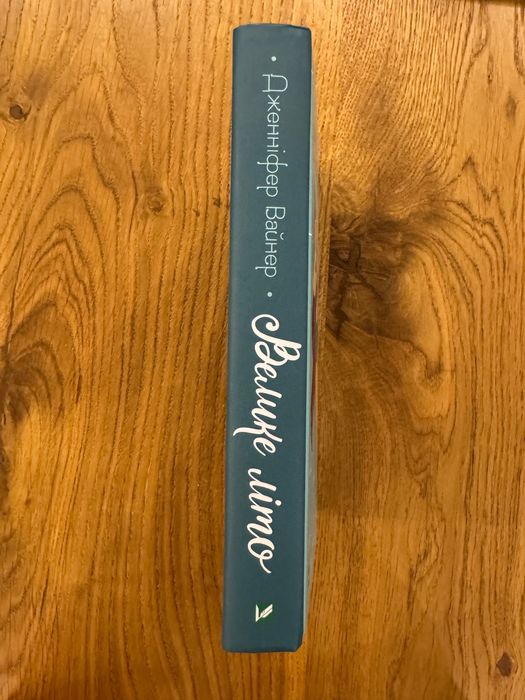 • Дженніфер Вайнер •
Велике літо